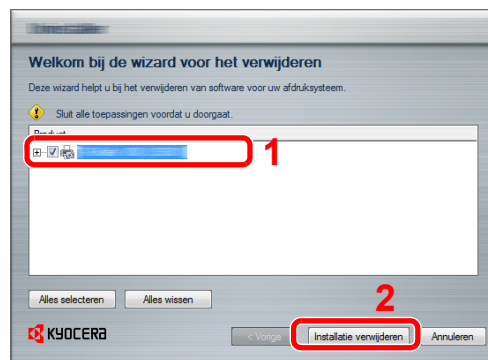 Welkom bij de wizard voor het verwijderen
Deze wizard helpt u bij het verwijderen van software voor uw afdruksysteem.
Sluit alle toepassingen voordat u doorgaat.
Product
1
Alles selecteren Alles wissen
2
KYOCERA < Vorige Installatie verwijderen Annuleren